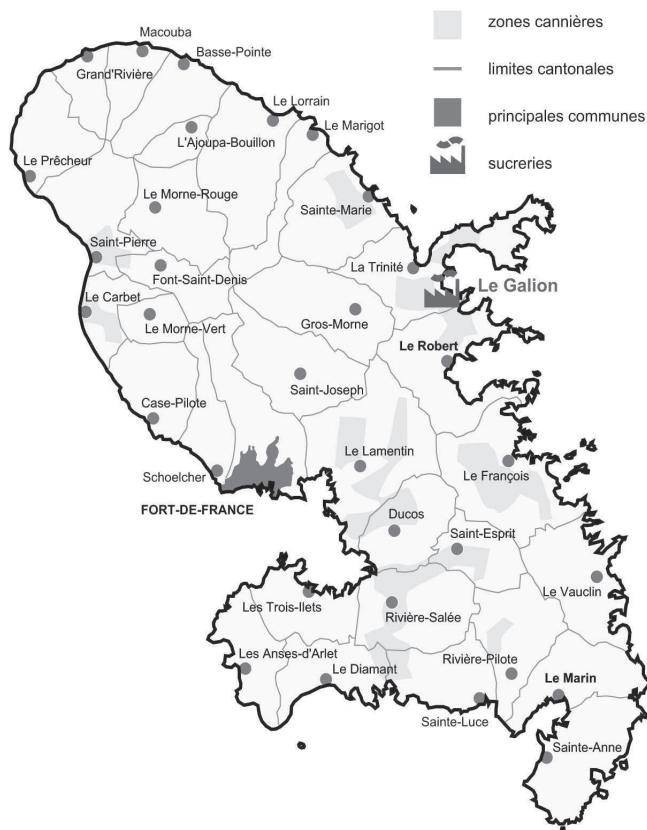 zones cannières
limites cantonales
principales communes
sucreries
Macouba
Basse-Pointe
Grand'Rivière
Le Lorrain
Le Marigot
L'Ajoupa-Bouillon
Le Prêcheur
Le Morne-Rouge
Sainte-Marie
Saint-Pierre
La Trinité
Font-Saint-Denis
Le Galion
Le Carbet
Le Morne-Vert
Gros-Morne
Le Robert
Saint-Joseph
Case-Pilote
Le Lamentin
Schoelcher
Le François
FORT-DE-FRANCE
Ducos
Saint-Esprit
Le Vauclin
Les Trois-Ilets
Rivière-Salée
Les Anses-d'Arlet
Le Diamant
Rivière-Pilote
Le Marin
Sainte-Luce
Sainte-Anne